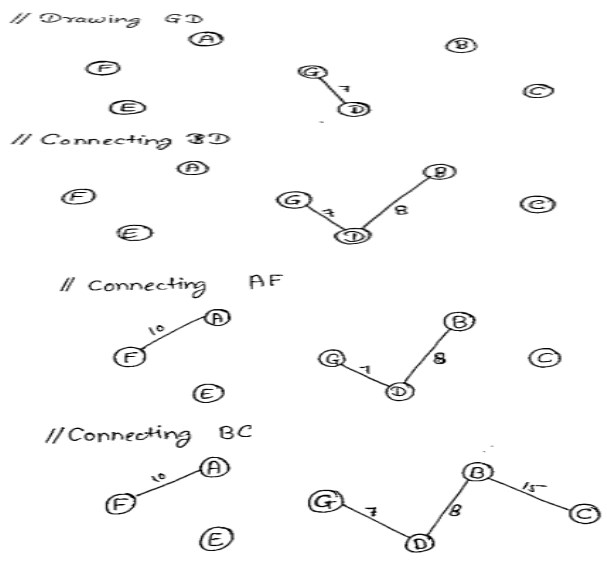 // Drawing GD
A
B
F
G
7
C
E
D
// Connecting BD
A
B
F
G
7
8
C
E
D
// Connecting AF
10
A
B
F
G
7
8
C
E
D
// Connecting BC
10
A
B
15
F
G
7
8
C
E
D